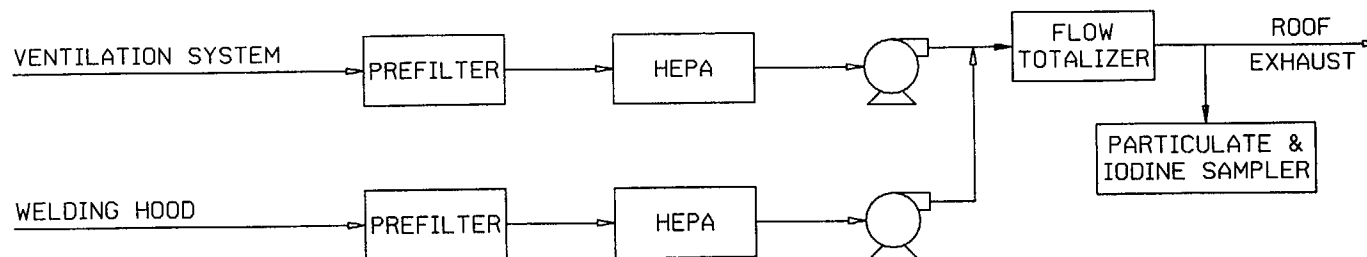 VENTILATION SYSTEM
PREFILTER
HEPA
FLOW
TOTALIZER
ROOF
EXHAUST
PARTICULATE &
IODINE SAMPLER
WELDING HOOD
PREFILTER
HEPA